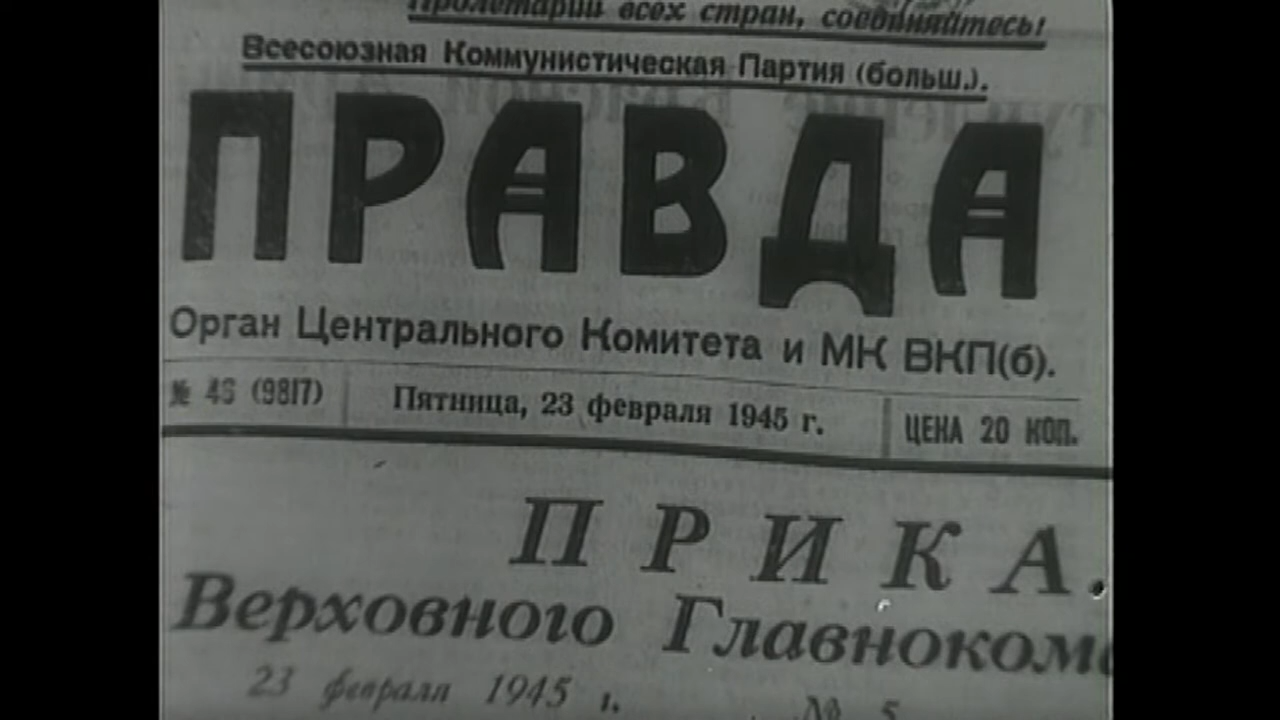 Пролетарии всех стран, соединяйтесь!
Всесоюзная Коммунистическая Партия (больш.).
ПРАВДА
Орган Центрального Комитета и МК ВКП(б).
№ 46 (9817)
Пятница, 23 февраля 1945 г.
ЦЕНА 20 КОП.
ПРИКА
Верховного Главноком
23 февраля 1945 г.
№ 5